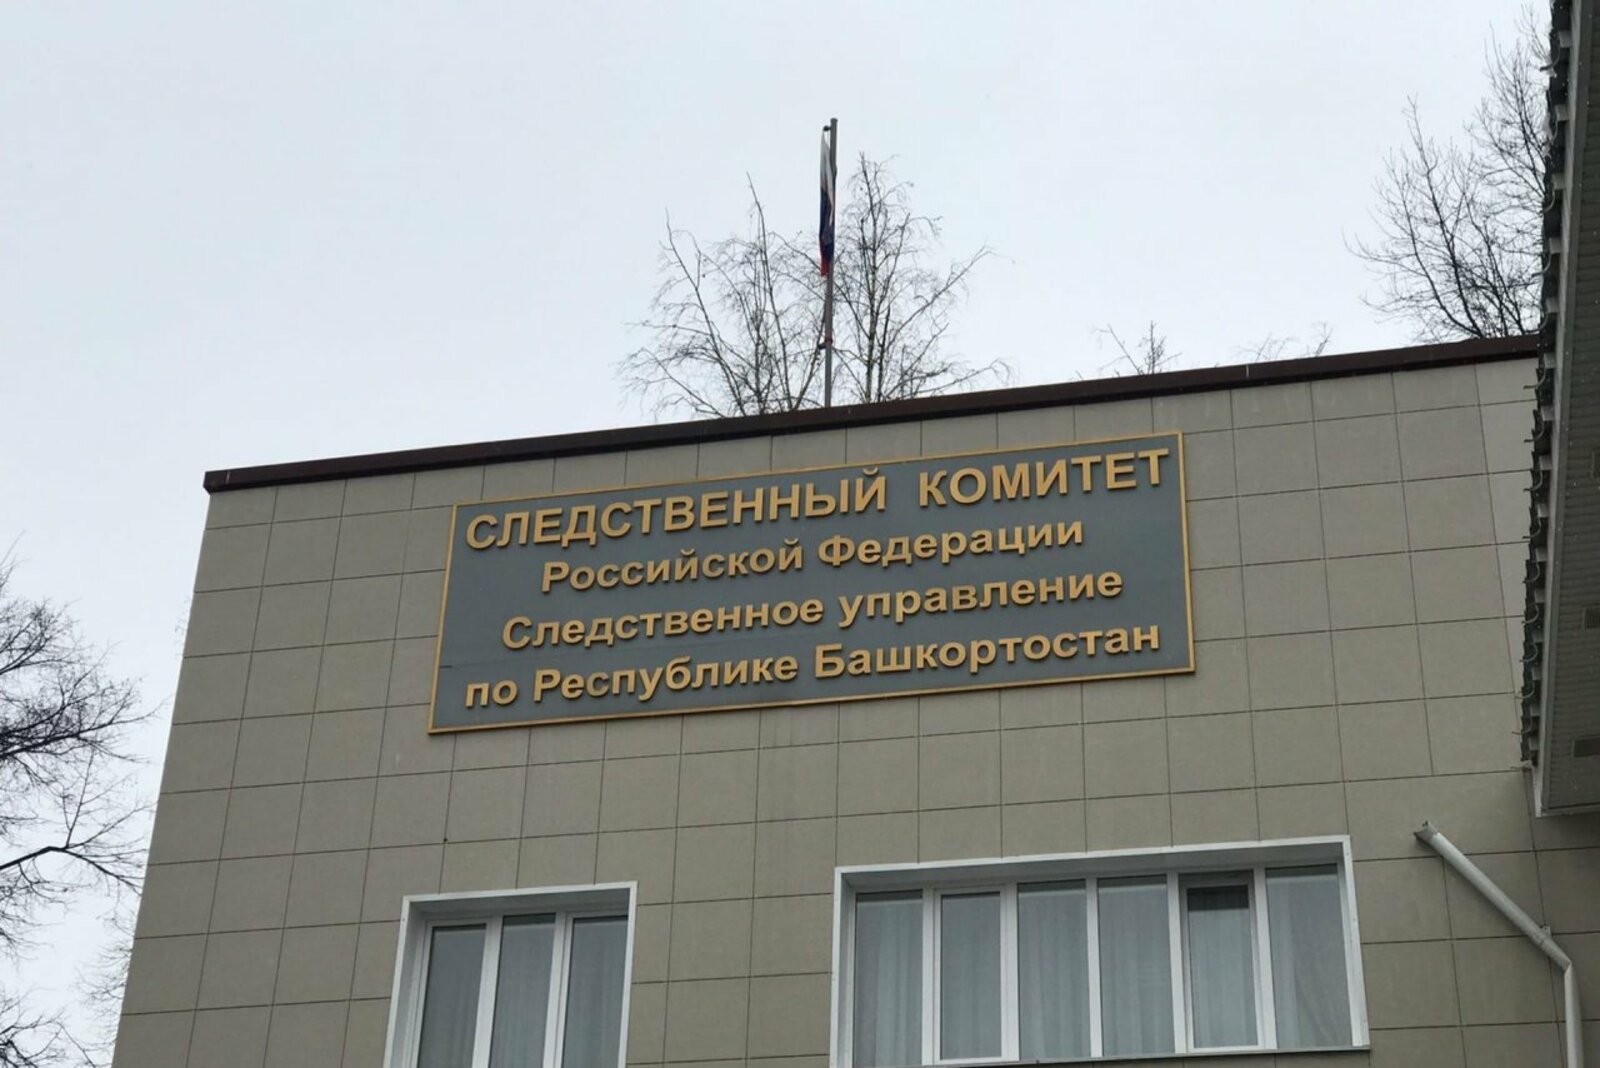 СЛЕДСТВЕННЫЙ КОМИТЕТ
Российской Федерации
Следственное управление
по Республике Башкортостан